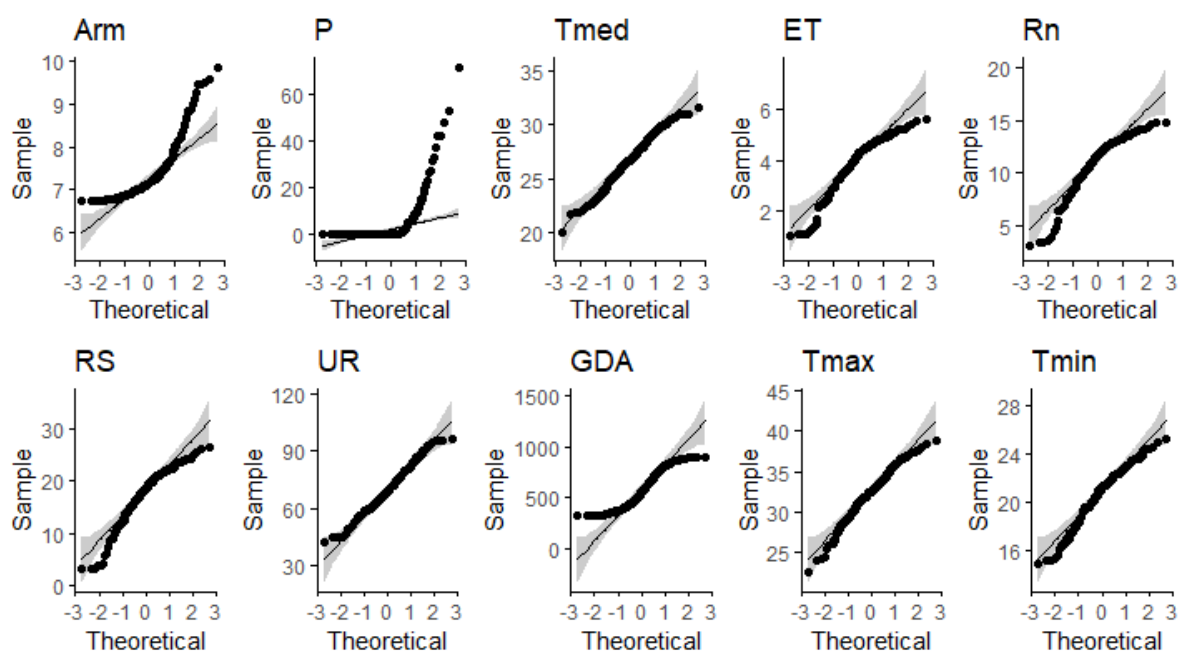 Arm P Tmed ET Rn
10
9
8
7
6
Sample
-3 -2 -1 0 1 2 3
Theoretical
60
40
20
0
Sample
-3 -2 -1 0 1 2 3
Theoretical
35
30
25
20
Sample
-3 -2 -1 0 1 2 3
Theoretical
6
4
2
Sample
-3 -2 -1 0 1 2 3
Theoretical
20
15
10
5
Sample
-3 -2 -1 0 1 2 3
Theoretical
RS UR GDA Tmax Tmin
30
20
10
0
Sample
-3 -2 -1 0 1 2 3
Theoretical
120
90
60
30
Sample
-3 -2 -1 0 1 2 3
Theoretical
1500
1000
500
0
Sample
-3 -2 -1 0 1 2 3
Theoretical
45
40
35
30
25
Sample
-3 -2 -1 0 1 2 3
Theoretical
28
24
20
16
Sample
-3 -2 -1 0 1 2 3
Theoretical